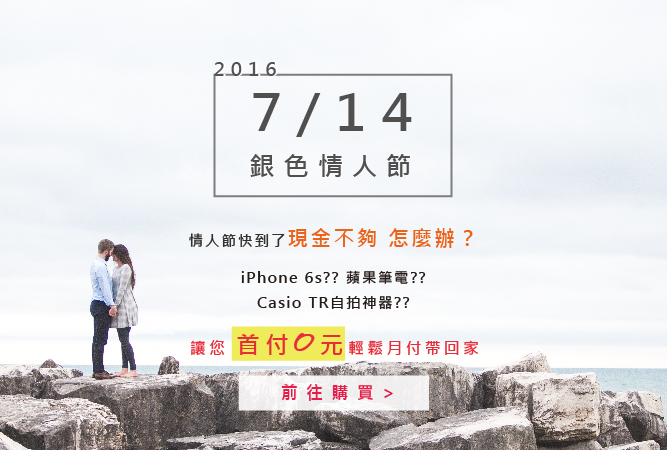 2016
7/14
銀色情人節
情人節快到了現金不夠 怎麼辦？
iPhone 6s?? 蘋果筆電??
Casio TR自拍神器??
讓您 首付0元 輕鬆月付帶回家
前往購買 >